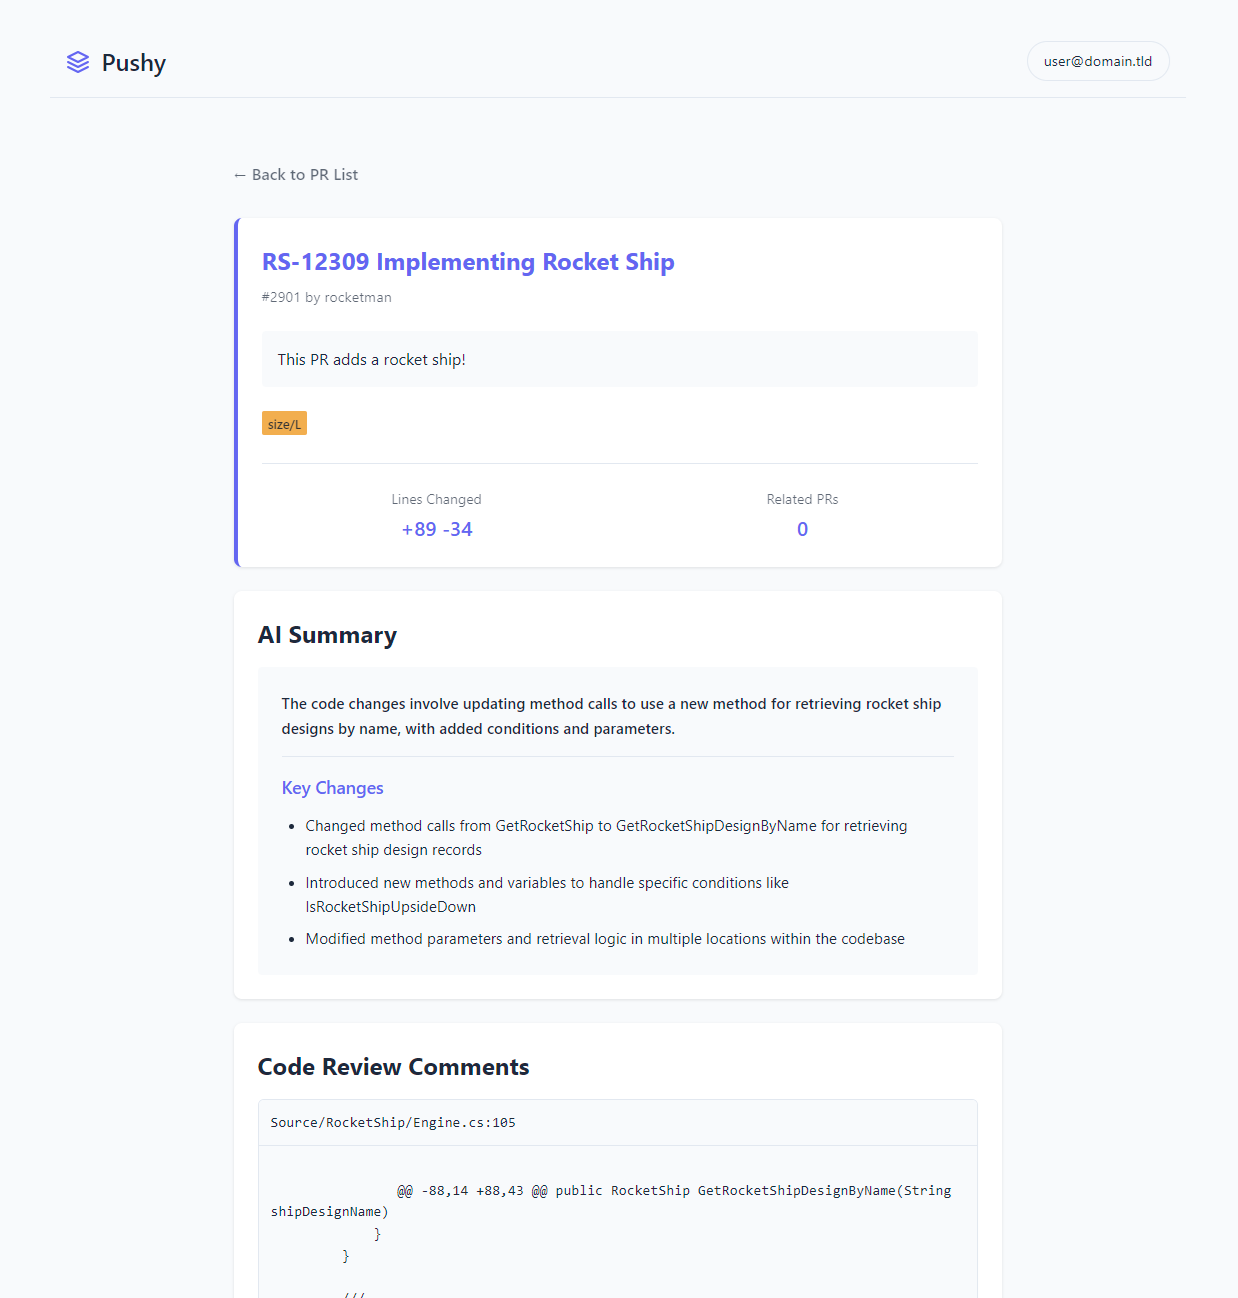 Pushy
user@domain.tld
← Back to PR List
RS-12309 Implementing Rocket Ship
#2901 by rocketman
This PR adds a rocket ship!
size/L
Lines Changed
+89 -34
Related PRs
0
AI Summary
The code changes involve updating method calls to use a new method for retrieving rocket ship
designs by name, with added conditions and parameters.
Key Changes
• Changed method calls from GetRocketShip to GetRocketShipDesignByName for retrieving
rocket ship design records
• Introduced new methods and variables to handle specific conditions like
IsRocketShipUpsideDown
• Modified method parameters and retrieval logic in multiple locations within the codebase
Code Review Comments
Source/RocketShip/Engine.cs:105
@@ -88,14 +88,43 @@ public RocketShip GetRocketShipDesignByName(String
shipDesignName)
}
}
///